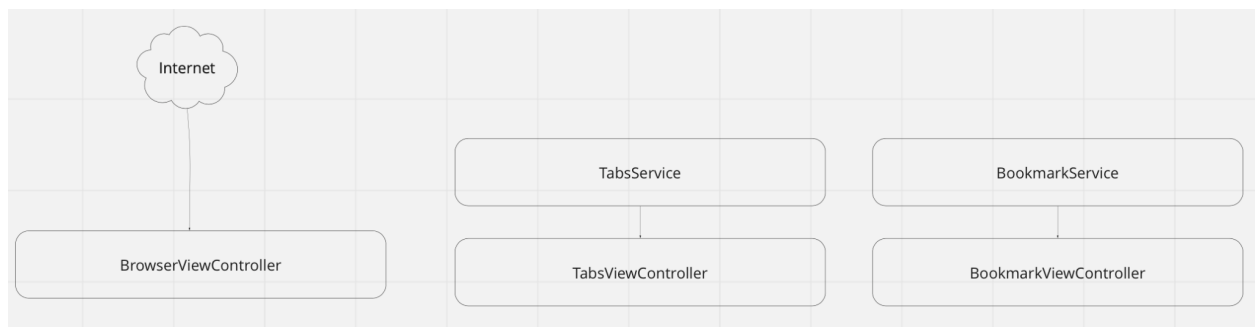 Internet
TabsService
BookmarkService
BrowserViewController
TabsViewController
BookmarkViewController